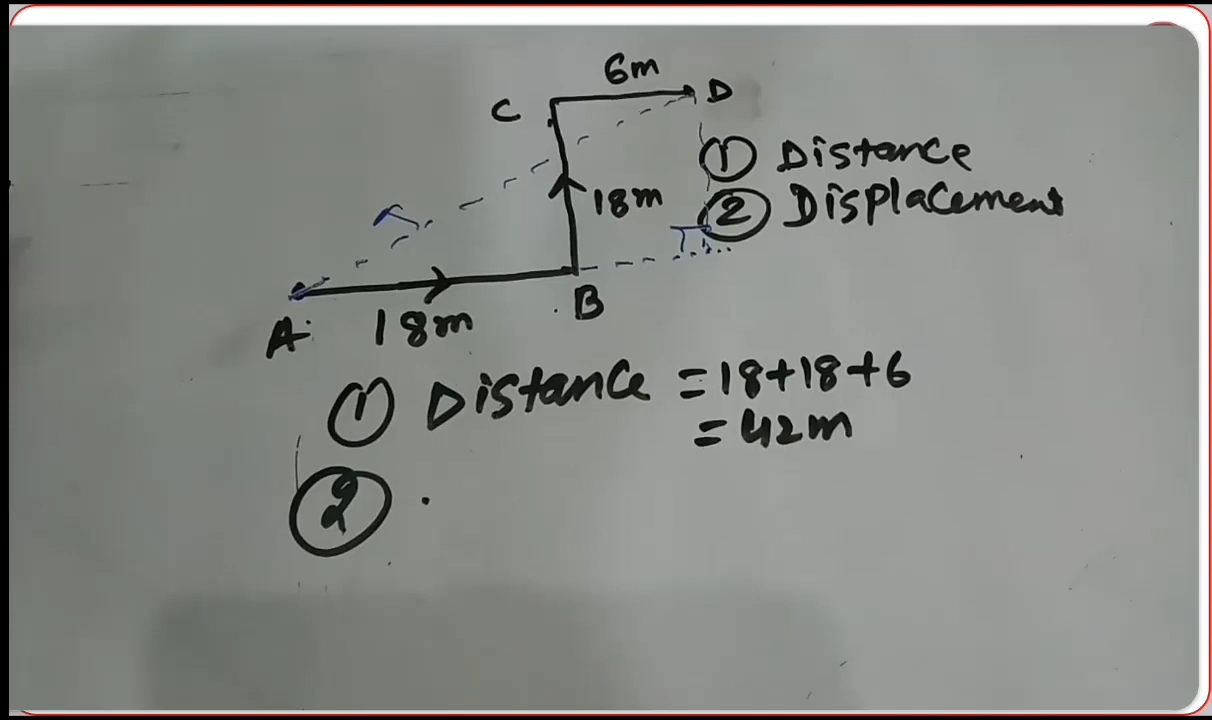 6m
C
D
① Distance
18m
② Displacement
B
A
18m
① Distance = 18+18+6
= 42m
②